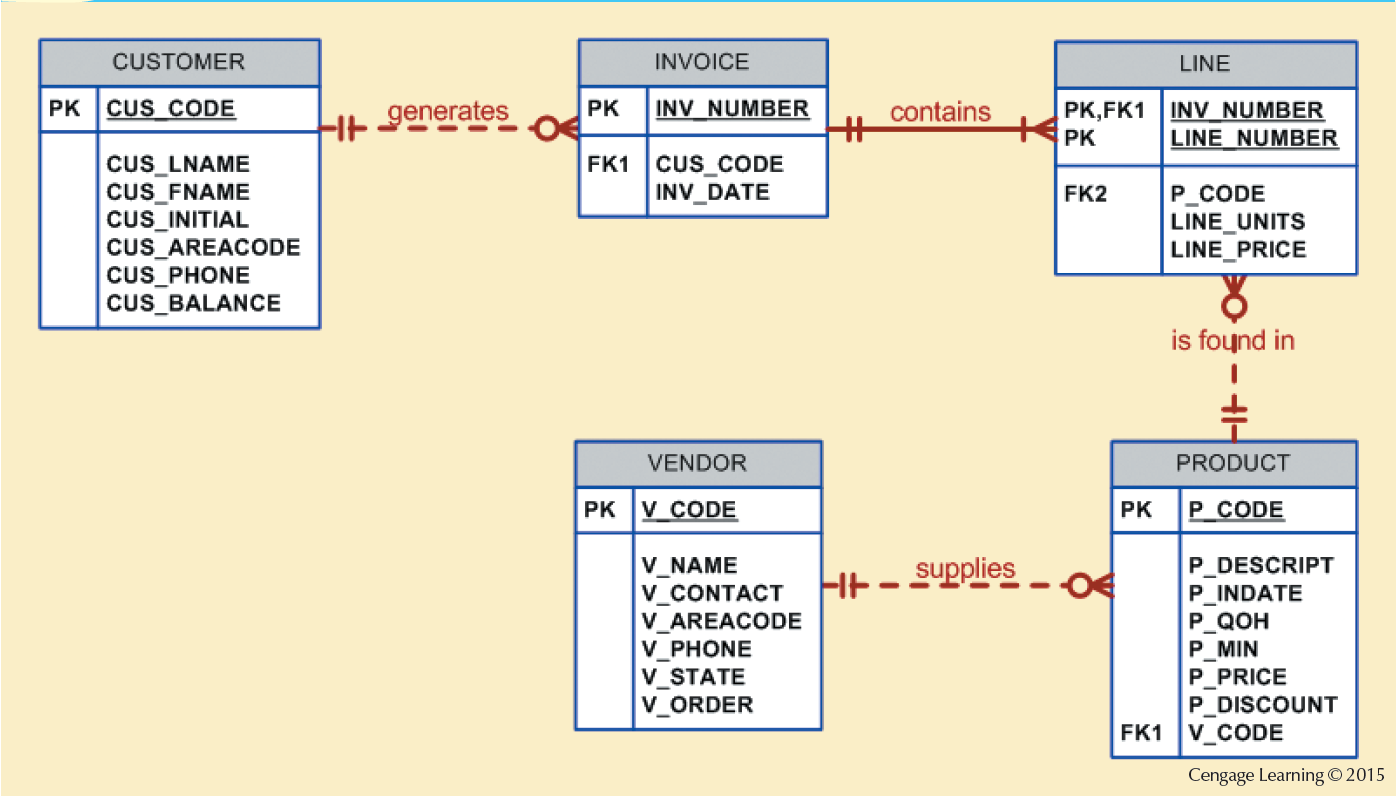 CUSTOMER
PK CUS_CODE
CUS_LNAME
CUS_FNAME
CUS_INITIAL
CUS_AREACODE
CUS_PHONE
CUS_BALANCE
generates
INVOICE
PK INV_NUMBER
FK1 CUS_CODE
INV_DATE
contains
LINE
PK,FK1 INV_NUMBER
PK LINE_NUMBER
FK2 P_CODE
LINE_UNITS
LINE_PRICE
is found in
VENDOR
PK V_CODE
V_NAME
V_CONTACT
V_AREACODE
V_PHONE
V_STATE
V_ORDER
supplies
PRODUCT
PK P_CODE
P_DESCRIPT
P_INDATE
P_QOH
P_MIN
P_PRICE
P_DISCOUNT
FK1 V_CODE
Cengage Learning © 2015